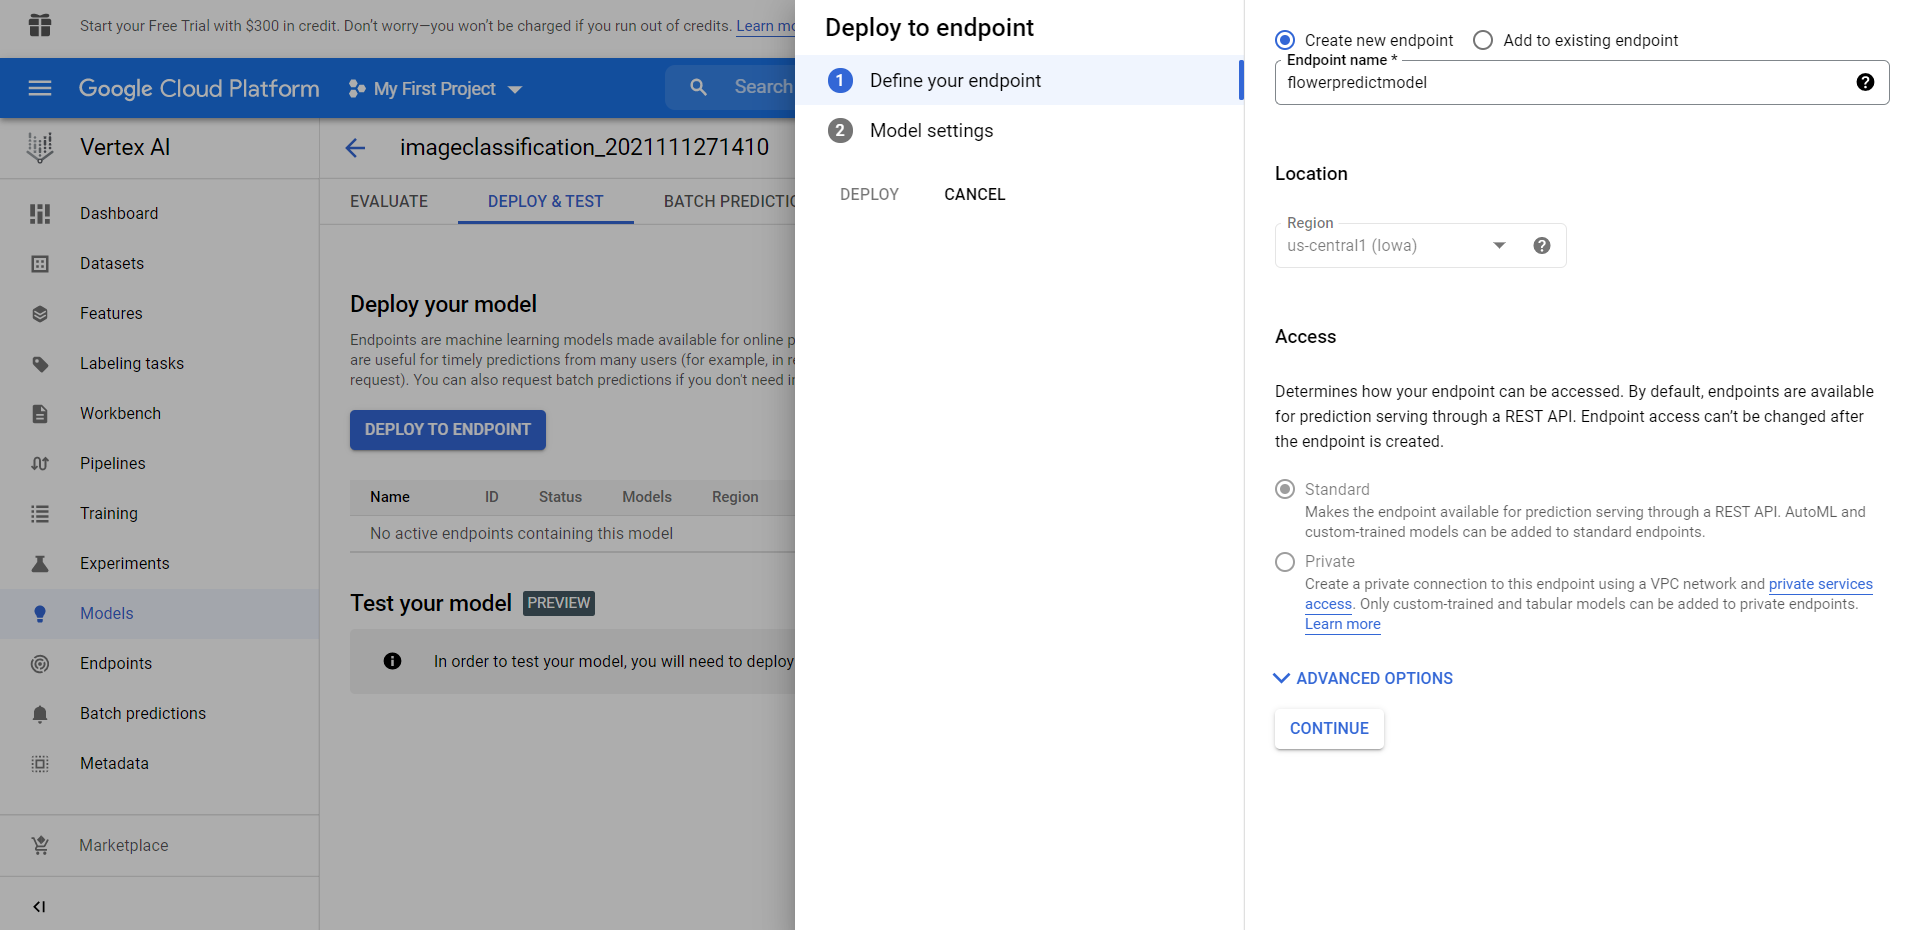 Start your Free Trial with $300 in credit. Don't worry—you won't be charged if you run out of credits. Learn mo
Google Cloud Platform
My First Project
Search
Vertex AI
Dashboard
Datasets
Features
Labeling tasks
Workbench
Pipelines
Training
Experiments
Models
Endpoints
Batch predictions
Metadata
Marketplace
imageclassification_2021111271410
EVALUATE
DEPLOY & TEST
BATCH PREDICTIO
Deploy your model
Endpoints are machine learning models made available for online p
are useful for timely predictions from many users (for example, in re
request). You can also request batch predictions if you don't need in
DEPLOY TO ENDPOINT
Name ID Status Models Region
No active endpoints containing this model
Test your model PREVIEW
In order to test your model, you will need to deploy
Deploy to endpoint
1 Define your endpoint
2 Model settings
DEPLOY
CANCEL
Create new endpoint
Add to existing endpoint
Endpoint name *
flowerpredictmodel
Location
Region
us-central1 (Iowa)
Access
Determines how your endpoint can be accessed. By default, endpoints are available
for prediction serving through a REST API. Endpoint access can't be changed after
the endpoint is created.
Standard
Makes the endpoint available for prediction serving through a REST API. AutoML and
custom-trained models can be added to standard endpoints.
Private
Create a private connection to this endpoint using a VPC network and private services
access. Only custom-trained and tabular models can be added to private endpoints.
Learn more
ADVANCED OPTIONS
CONTINUE